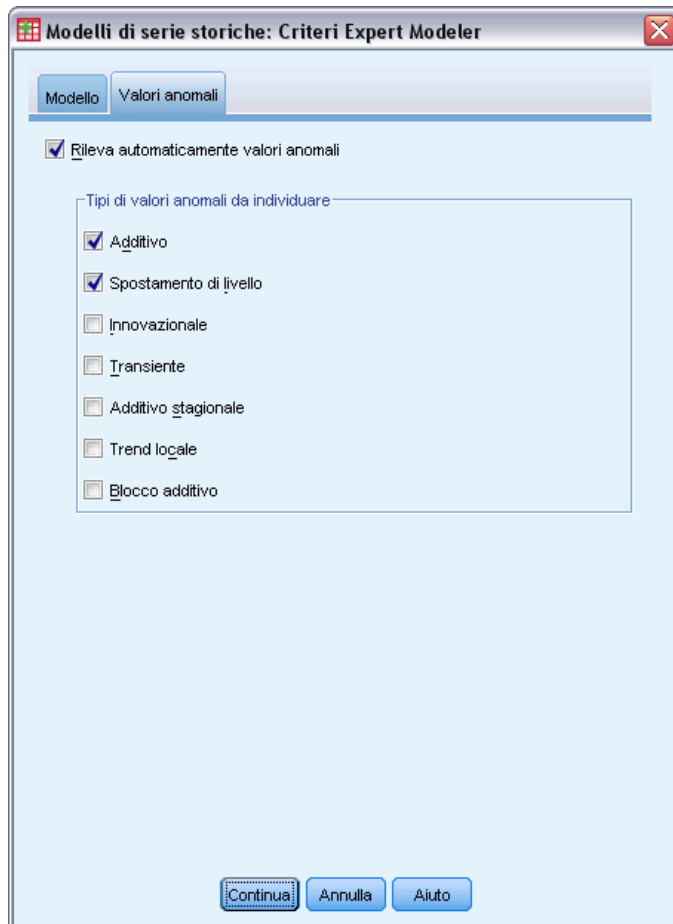 Modelli di serie storiche: Criteri Expert Modeler
Modello
Valori anomali
Rileva automaticamente valori anomali
Tipi di valori anomali da individuare
Additivo
Spostamento di livello
Innovazionale
Transiente
Additivo stagionale
Trend locale
Blocco additivo
Continua
Annulla
Aiuto